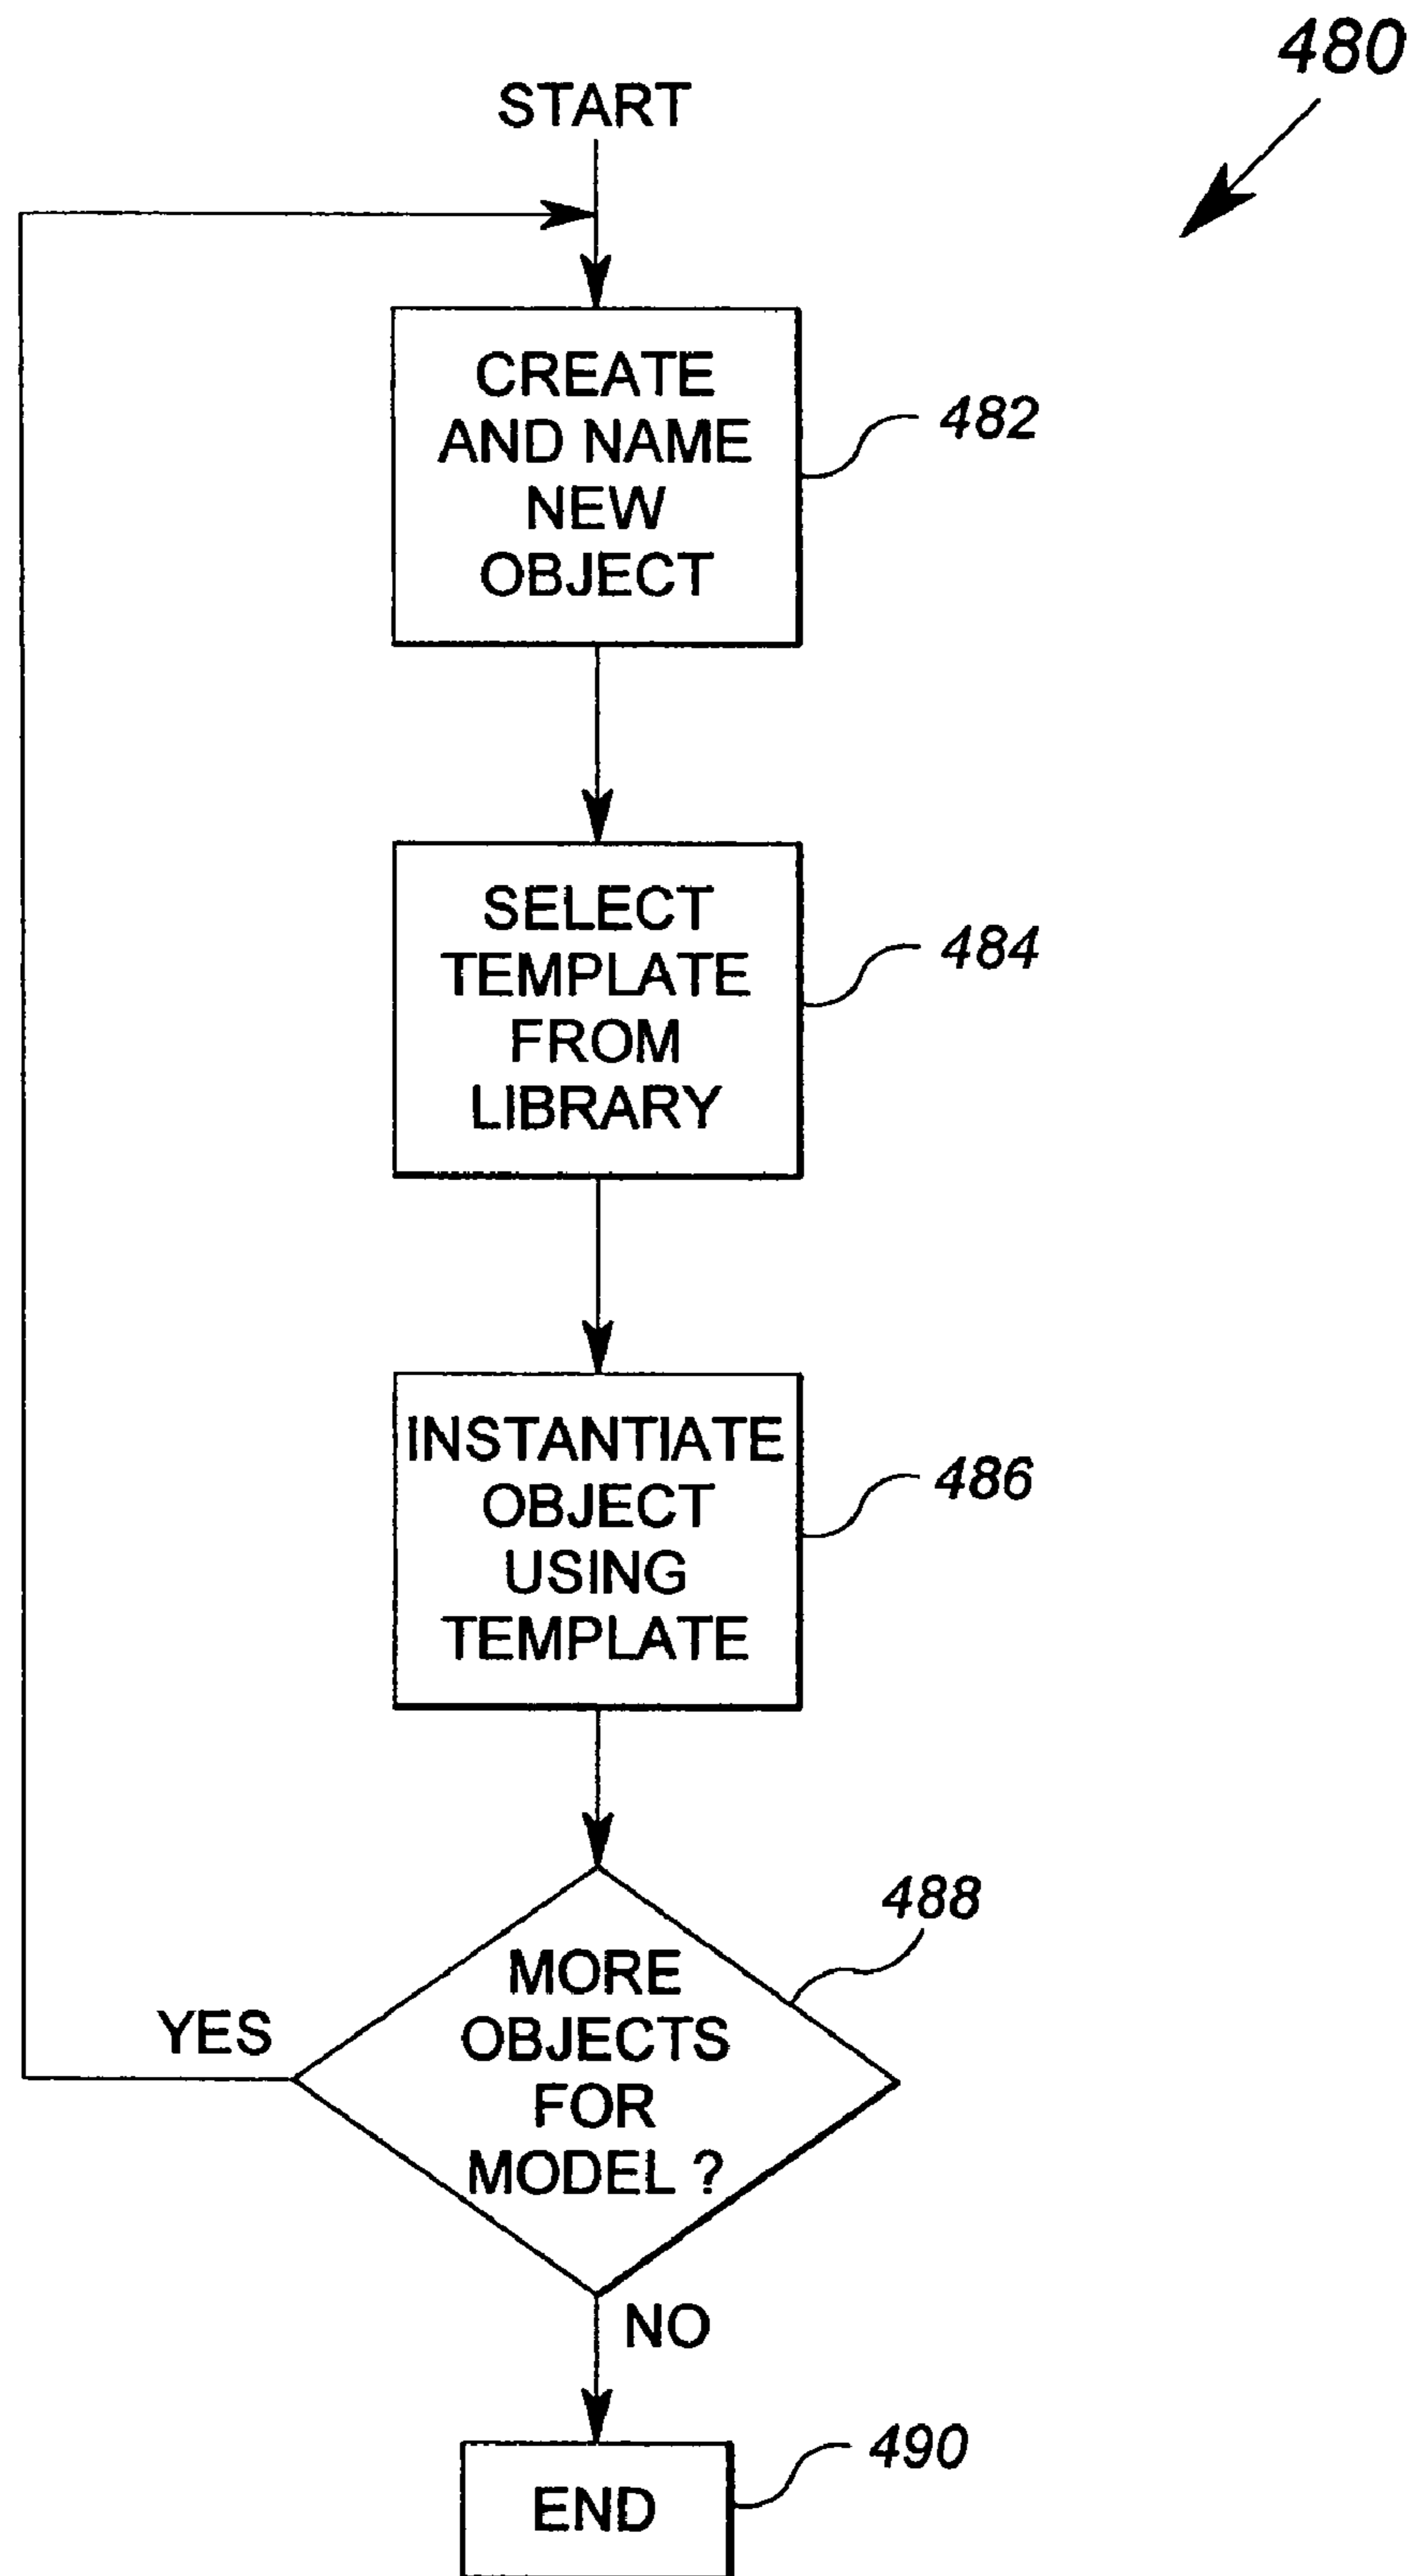 480
START
CREATE
AND NAME
NEW
OBJECT
482
SELECT
TEMPLATE
FROM
LIBRARY
484
INSTANTIATE
OBJECT
USING
TEMPLATE
486
488
MORE
OBJECTS
FOR
MODEL ?
YES
NO
490
END